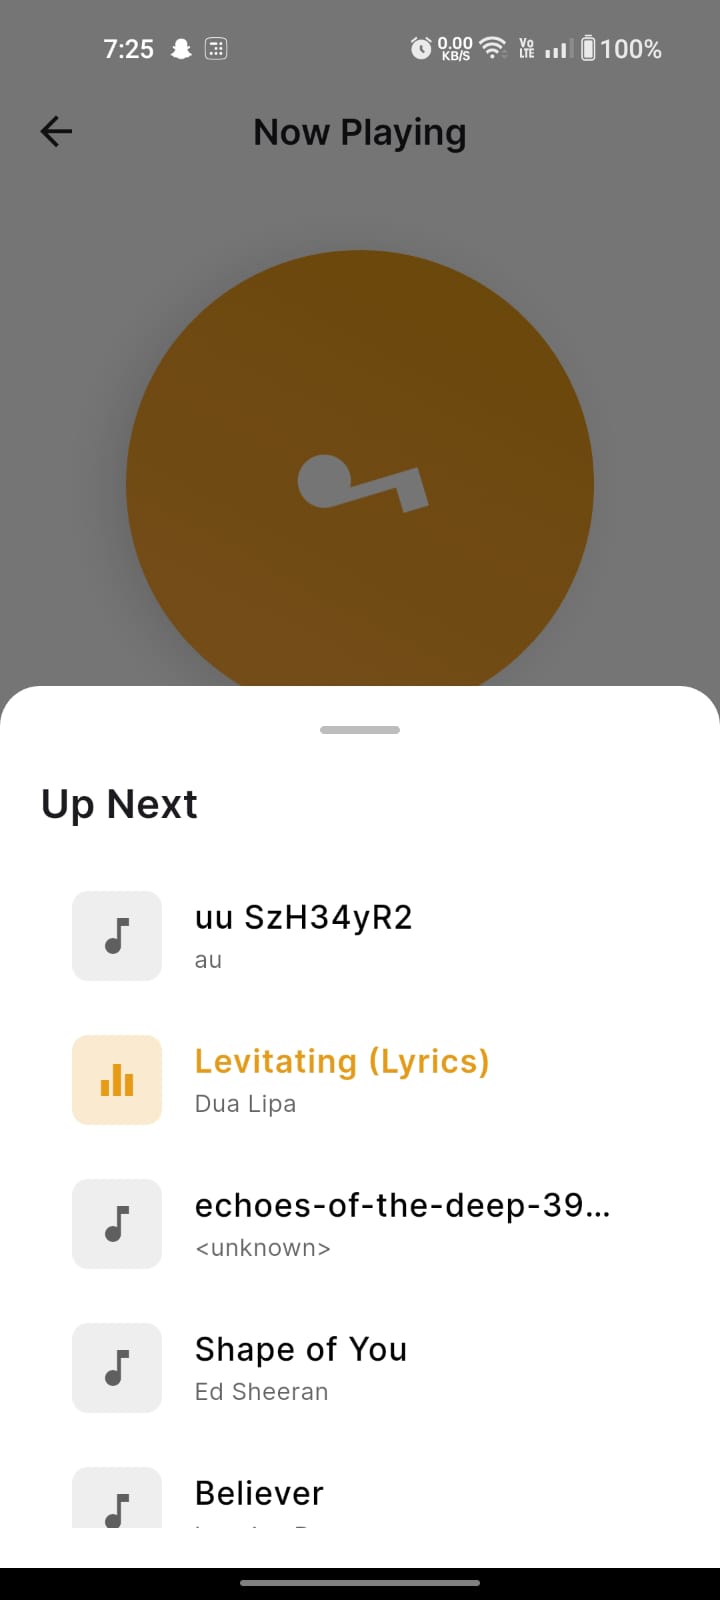 7:25
0.00
KB/S
Vo
LTE
100%
Now Playing
Up Next
uu SzH34yR2
au
Levitating (Lyrics)
Dua Lipa
echoes-of-the-deep-39...
<unknown>
Shape of You
Ed Sheeran
Believer